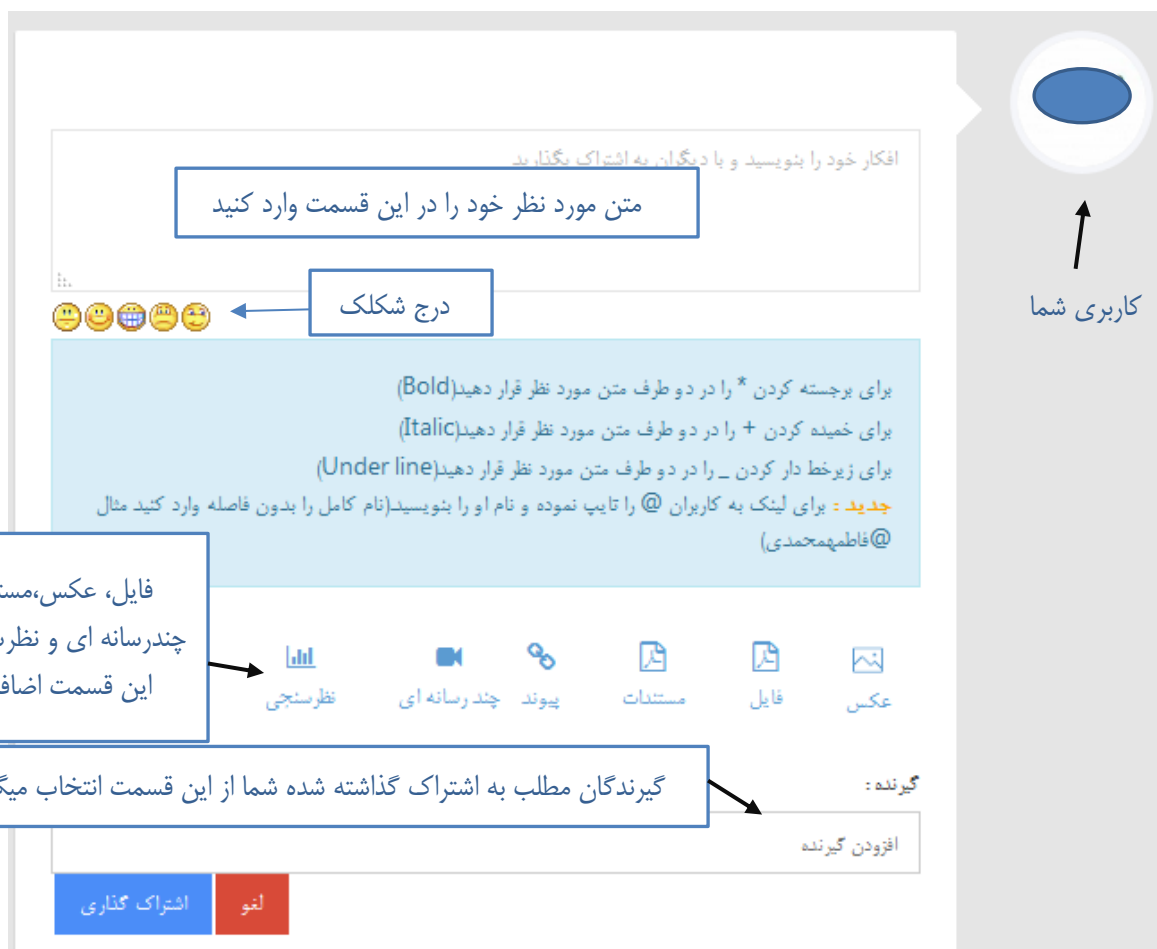 افکار خود را بنویسید و با دیگران به اشتراک بگذارید
متن مورد نظر خود را در این قسمت وارد کنید
درج شکلک
کاربری شما
برای برجسته کردن * را در دو طرف متن مورد نظر قرار دهید(Bold)
برای خمیده کردن + را در دو طرف متن مورد نظر قرار دهید(Italic)
برای زیرخط دار کردن _ را در دو طرف متن مورد نظر قرار دهید(Under line)
جدید : برای لینک به کاربران @ را تایپ نموده و نام او را بنویسید(نام کامل را بدون فاصله وارد کنید مثال
@فاطمهمحمدی)
فایل، عکس،
چندرسانه ای و
این قسمت
عکس
فایل
مستندات
پیوند
چند رسانه ای
نظرسنجی
گیرنده :
گیرندگان مطلب به اشتراک گذاشته شده شما از این قسمت انتخاب
افزودن گیرنده
لغو
اشتراک گذاری